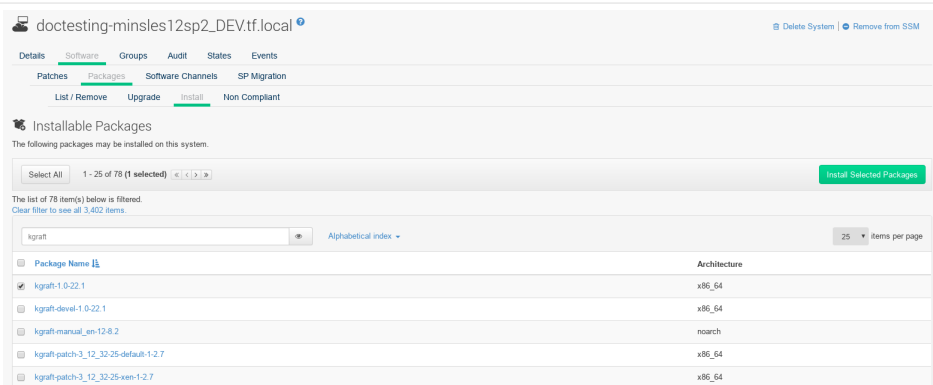 doctesting-minsles12sp2_DEV.tf.local ?
Delete System | Remove from SSM
Details Software Groups Audit States Events
Patches Packages Software Channels SP Migration
List / Remove Upgrade Install Non Compliant
Installable Packages
The following packages may be installed on this system.
Select All 1 - 25 of 78 (1 selected) « < > » Install Selected Packages
The list of 78 item(s) below is filtered.
Clear filter to see all 3,402 items.
kgraft Alphabetical index 25 items per page
Package Name Architecture
kgraft-1.0-22.1 x86_64
kgraft-devel-1.0-22.1 x86_64
kgraft-manual_en-12-8.2 noarch
kgraft-patch-3_12_32-25-default-1-2.7 x86_64
kgraft-patch-3_12_32-25-xen-1-2.7 x86_64